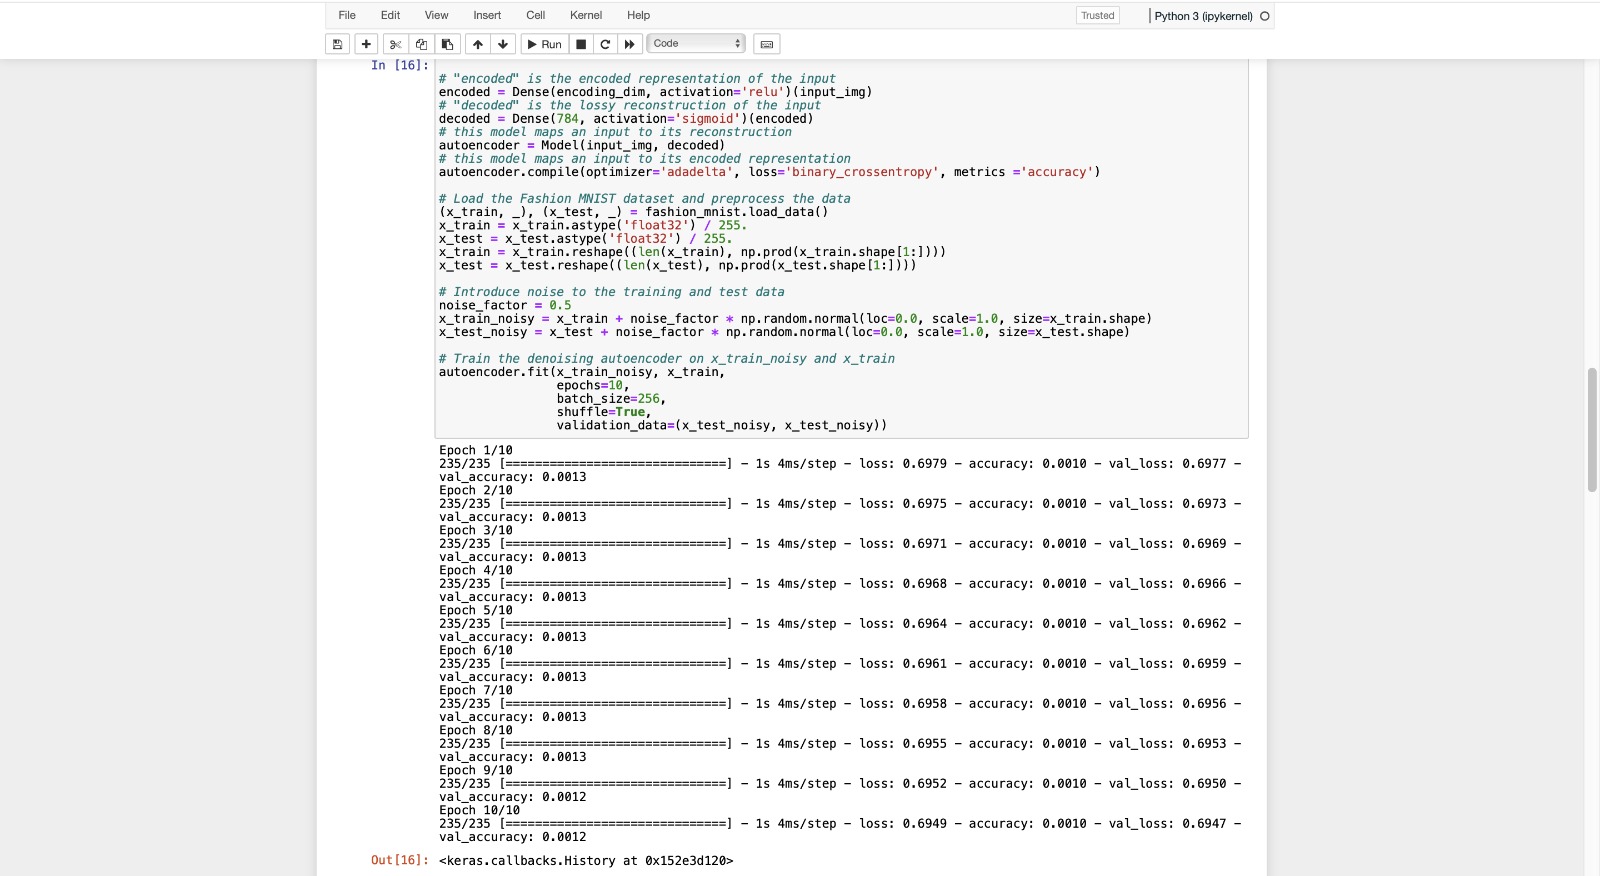 File Edit View Insert Cell Kernel Help Trusted Python 3 (ipykernel)
Run Code
In [16]:
# "encoded" is the encoded representation of the input
encoded = Dense(encoding_dim, activation='relu')(input_img)
# "decoded" is the lossy reconstruction of the input
decoded = Dense(784, activation='sigmoid')(encoded)
# this model maps an input to its reconstruction
autoencoder = Model(input_img, decoded)
# this model maps an input to its encoded representation
autoencoder.compile(optimizer='adadelta', loss='binary_crossentropy', metrics ='accuracy')
# Load the Fashion MNIST dataset and preprocess the data
(x_train, _), (x_test, _) = fashion_mnist.load_data()
x_train = x_train.astype('float32') / 255.
x_test = x_test.astype('float32') / 255.
x_train = x_train.reshape((len(x_train), np.prod(x_train.shape[1:])))
x_test = x_test.reshape((len(x_test), np.prod(x_test.shape[1:])))
# Introduce noise to the training and test data
noise_factor = 0.5
x_train_noisy = x_train + noise_factor * np.random.normal(loc=0.0, scale=1.0, size=x_train.shape)
x_test_noisy = x_test + noise_factor * np.random.normal(loc=0.0, scale=1.0, size=x_test.shape)
# Train the denoising autoencoder on x_train_noisy and x_train
autoencoder.fit(x_train_noisy, x_train,
epochs=10,
batch_size=256,
shuffle=True,
validation_data=(x_test_noisy, x_test_noisy))
Epoch 1/10
235/235 [==============================] - 1s 4ms/step - loss: 0.6979 - accuracy: 0.0010 - val_loss: 0.6977 -
val_accuracy: 0.0013
Epoch 2/10
235/235 [==============================] - 1s 4ms/step - loss: 0.6975 - accuracy: 0.0010 - val_loss: 0.6973 -
val_accuracy: 0.0013
Epoch 3/10
235/235 [==============================] - 1s 4ms/step - loss: 0.6971 - accuracy: 0.0010 - val_loss: 0.6969 -
val_accuracy: 0.0013
Epoch 4/10
235/235 [==============================] - 1s 4ms/step - loss: 0.6968 - accuracy: 0.0010 - val_loss: 0.6966 -
val_accuracy: 0.0013
Epoch 5/10
235/235 [==============================] - 1s 4ms/step - loss: 0.6964 - accuracy: 0.0010 - val_loss: 0.6962 -
val_accuracy: 0.0013
Epoch 6/10
235/235 [==============================] - 1s 4ms/step - loss: 0.6961 - accuracy: 0.0010 - val_loss: 0.6959 -
val_accuracy: 0.0013
Epoch 7/10
235/235 [==============================] - 1s 4ms/step - loss: 0.6958 - accuracy: 0.0010 - val_loss: 0.6956 -
val_accuracy: 0.0013
Epoch 8/10
235/235 [==============================] - 1s 4ms/step - loss: 0.6955 - accuracy: 0.0010 - val_loss: 0.6953 -
val_accuracy: 0.0013
Epoch 9/10
235/235 [==============================] - 1s 4ms/step - loss: 0.6952 - accuracy: 0.0010 - val_loss: 0.6950 -
val_accuracy: 0.0012
Epoch 10/10
235/235 [==============================] - 1s 4ms/step - loss: 0.6949 - accuracy: 0.0010 - val_loss: 0.6947 -
val_accuracy: 0.0012
Out[16]: <keras.callbacks.History at 0x152e3d120>